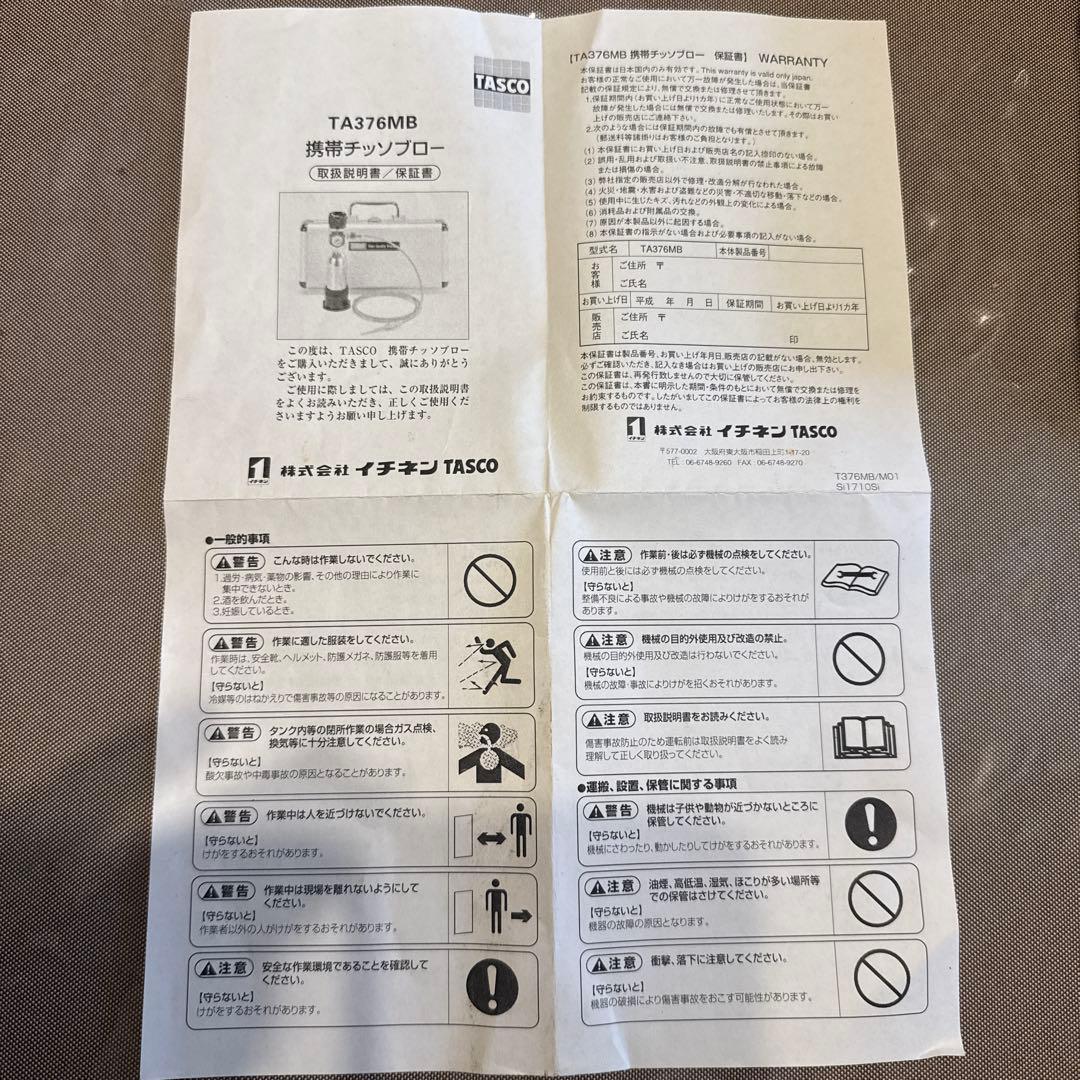 TASCO
TA376MB
携帯チッソブロー
取扱説明書／保証書
この度は、TASCO 携帯チッソブロー
をご購入いただきまして、誠にありがとう
ございます。
ご使用に際しましては、この取扱説明書
をよくお読みいただき、正しくご使用くだ
さいますようお願い申し上げます。
イチネン
株式会社 イチネン TASCO
【TA376MB 携帯チッソブロー 保証書】 WARRANTY
本保証書は日本国内のみ有効です。This warranty is valid only japan.
お客様の正常なご使用において万一故障が発生した場合は、当保証書
記載の保証規定により、無償で交換または修理させて頂きます。
1.保証期間内(お買い上げ日より1カ年)に正常なご使用状態において万一
故障が発生した場合には無償で交換または修理いたします。その際はお買い
上げの販売店にご連絡下さい。
2.次のような場合には保証期間内の故障でも有償とさせて頂きます。
(郵送料等諸掛りはお客様のご負担となります。)
(1) 本保証書にお買い上げ日および販売店名の記入捺印のない場合。
(2) 誤用・乱用および取扱い不注意、取扱説明書の禁止事項による故障
または損傷の場合。
(3) 弊社指定の販売店以外で修理・改造分解が行なわれた場合。
(4) 火災・地震・水害および盗難などの災害・不適切な移動・落下などの場合。
(5) 使用中に生じたキズ、汚れなどの外観上の変化による場合。
(6) 消耗品および附属品の交換。
(7) 原因が本製品以外に起因する場合。
(8) 本保証書の指示がない場合および必要事項の記入がない場合。
型式名 TA376MB 本体製品番号
お客様 ご住所 〒
ご氏名
お買い上げ日 平成 年 月 日 保証期間 お買い上げ日より1カ年
販売店 ご住所 〒
ご氏名 印
本保証書は製品番号、お買い上げ年月日、販売店の記載がない場合、無効とします。
必ずご確認いただき、記入なき場合はお買い上げの販売店にお申し出下さい。
この保証書は、再発行致しませんので大切に保管してください。
この保証書は、本書に明示した期間・条件のもとにおいて無償で交換または修理を
お約束するものです。したがいましてこの保証書によってお客様の法律上の権利を
制限するものではありません。
イチネン
株式会社 イチネン TASCO
〒577-0002 大阪府東大阪市稲田上町1-17-20
TEL：06-6748-9260 FAX：06-6748-9270
T376MB/M01
Si1710Si
●一般的事項
警告 こんな時は作業しないでください。
1.過労・病気・薬物の影響、その他の理由により作業に
集中できないとき。
2.酒を飲んだとき。
3.妊娠しているとき。
警告 作業に適した服装をしてください。
作業時は、安全靴、ヘルメット、防護メガネ、防護服等を着用
してください。
【守らないと】
冷媒等のはねかえりで傷害事故等の原因になることがあります。
警告 タンク内等の閉所作業の場合ガス点検、
換気等に十分注意してください。
【守らないと】
酸欠事故や中毒事故の原因となることがあります。
警告 作業中は人を近づけないでください。
【守らないと】
けがをするおそれがあります。
警告 作業中は現場を離れないようにして
ください。
【守らないと】
作業者以外の人がけがをするおそれがあります。
注意 安全な作業環境であることを確認して
ください。
【守らないと】
けがをするおそれがあります。
注意 作業前・後は必ず機械の点検をしてください。
使用前と後には必ず機械の点検をしてください。
【守らないと】
整備不良による事故や機械の故障によりけがをするおそれが
あります。
注意 機械の目的外使用及び改造の禁止。
機械の目的外使用及び改造は行わないでください。
【守らないと】
機械の故障・事故によりけがを招くおそれがあります。
注意 取扱説明書をお読みください。
傷害事故防止のため運転前は取扱説明書をよく読み
理解して正しく取り扱ってください。
●運搬、設置、保管に関する事項
警告 機械は子供や動物が近づかないところに
保管してください。
【守らないと】
機械にさわったり、動かしたりしてけがをするおそれがあります。
注意 油煙、高低温、湿気、ほこりが多い場所等
での保管はさけてください。
【守らないと】
機器の故障の原因となります。
注意 衝撃、落下に注意してください。
【守らないと】
機器の破損により傷害事故をおこす可能性があります。